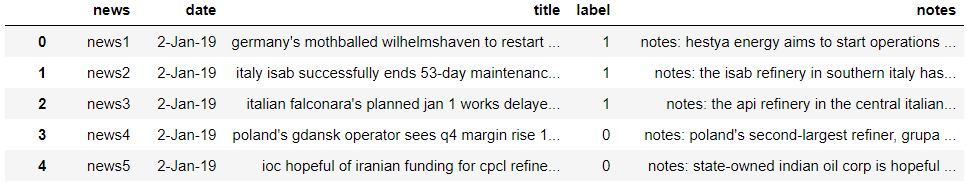 news date title label notes
0 news1 2-Jan-19 germany's mothballed wilhelmshaven to restart ... 1 notes: hestya energy aims to start operations ...
1 news2 2-Jan-19 italy isab successfully ends 53-day maintenanc... 1 notes: the isab refinery in southern italy has...
2 news3 2-Jan-19 italian falconara's planned jan 1 works delaye... 1 notes: the api refinery in the central italian...
3 news4 2-Jan-19 poland's gdansk operator sees q4 margin rise 1... 0 notes: poland's second-largest refiner, grupa ...
4 news5 2-Jan-19 ioc hopeful of iranian funding for cpcl refine... 0 notes: state-owned indian oil corp is hopeful ...